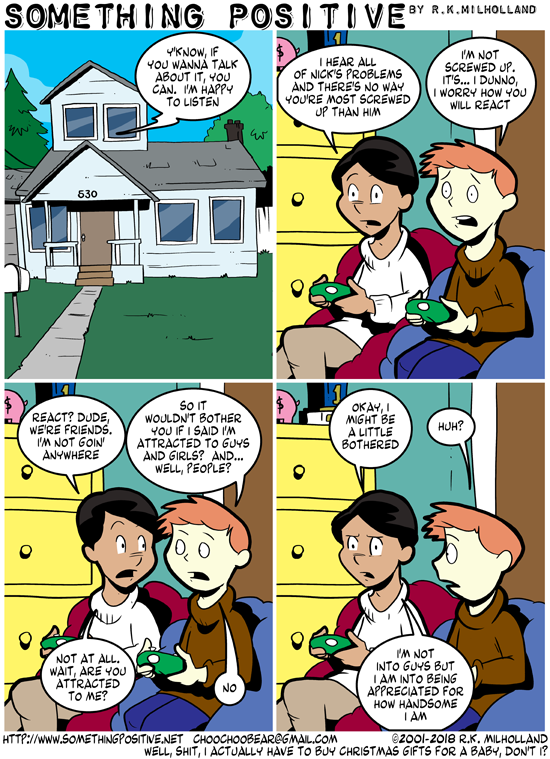 SOMETHING POSITIVE BY R.K.MILHOLLAND
Y'KNOW, IF
YOU WANNA TALK
ABOUT IT, YOU
CAN. I'M HAPPY
TO LISTEN
530
I HEAR ALL
OF NICK'S PROBLEMS
AND THERE'S NO WAY
YOU'RE MOST SCREWED
UP THAN HIM
I'M NOT
SCREWED UP.
IT'S... I DUNNO,
I WORRY HOW YOU
WILL REACT
$
1
REACT? DUDE,
WE'RE FRIENDS.
I'M NOT GOIN'
ANYWHERE
SO IT
WOULDN'T BOTHER
YOU IF I SAID I'M
ATTRACTED TO GUYS
AND GIRLS? AND...
WELL, PEOPLE?
NOT AT ALL.
WAIT, ARE YOU
ATTRACTED
TO ME?
NO
$
1
OKAY, I
MIGHT BE
A LITTLE
BOTHERED
HUH?
I'M NOT
INTO GUYS BUT
I AM INTO BEING
APPRECIATED FOR
HOW HANDSOME
I AM
$
1
HTTP://WWW.SOMETHINGPOSITIVE.NET CHOOCHOOBEAR@GMAIL.COM ©2001-2018 R.K. MILHOLLAND
WELL, SHIT, I ACTUALLY HAVE TO BUY CHRISTMAS GIFTS FOR A BABY, DON'T I?